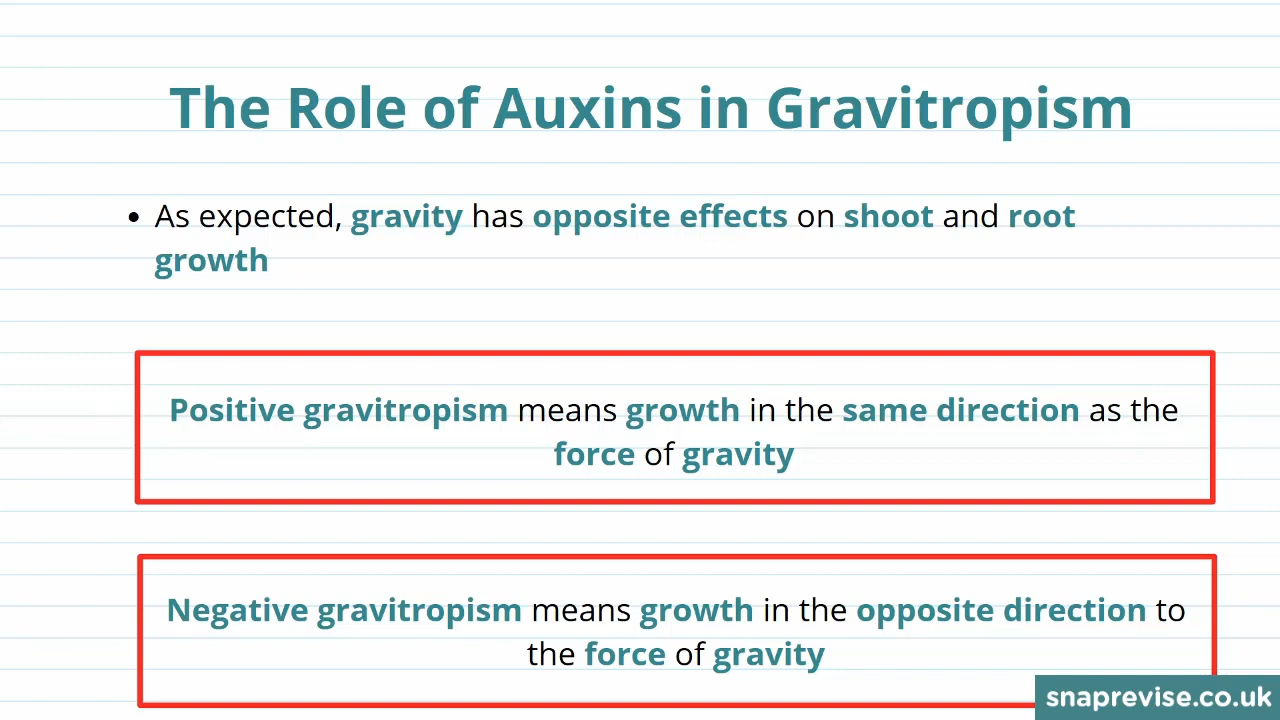 The Role of Auxins in Gravitropism
• As expected, gravity has opposite effects on shoot and root
growth
Positive gravitropism means growth in the same direction as the
force of gravity
Negative gravitropism means growth in the opposite direction to
the force of gravity
snaprevise.co.uk